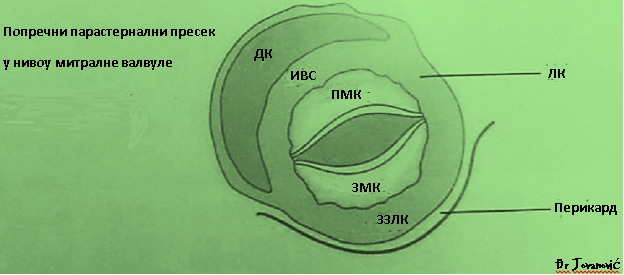 Попречни парастернални пресек
у нивоу митралне валвуле
ДК
ИВС
ПМК
ЛК
ЗМК
ЗЗЛК
Перикард
Dr Jovanović